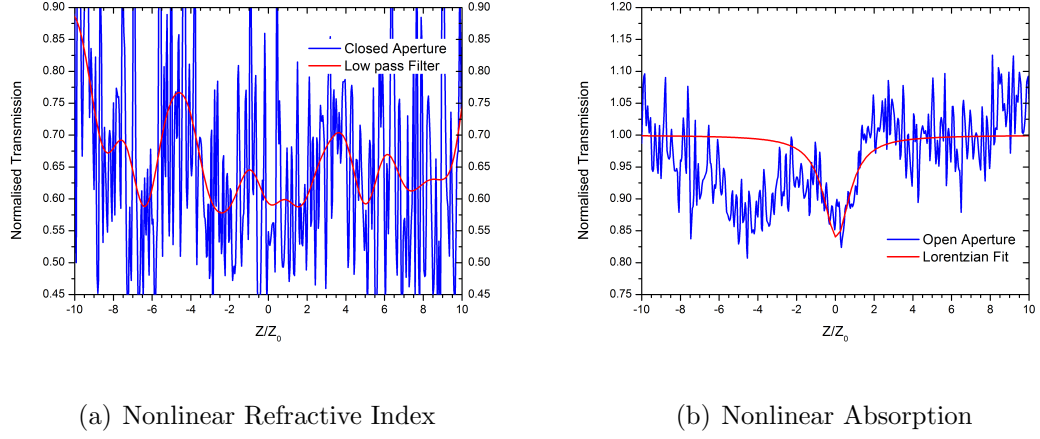 0.90
0.85
0.80
0.75
0.70
0.65
0.60
0.55
0.50
0.45
Normalised Transmission
0.90
0.85
0.80
0.75
0.70
0.65
0.60
0.55
0.50
0.45
Closed Aperture
Low pass Filter
-10 -8 -6 -4 -2 0 2 4 6 8 10
Z/Z0
(a) Nonlinear Refractive Index
1.20
1.15
1.10
1.05
1.00
0.95
0.90
0.85
0.80
0.75
Normalised Transmission
Open Aperture
Lorentzian Fit
-10 -8 -6 -4 -2 0 2 4 6 8 10
Z/Z0
(b) Nonlinear Absorption